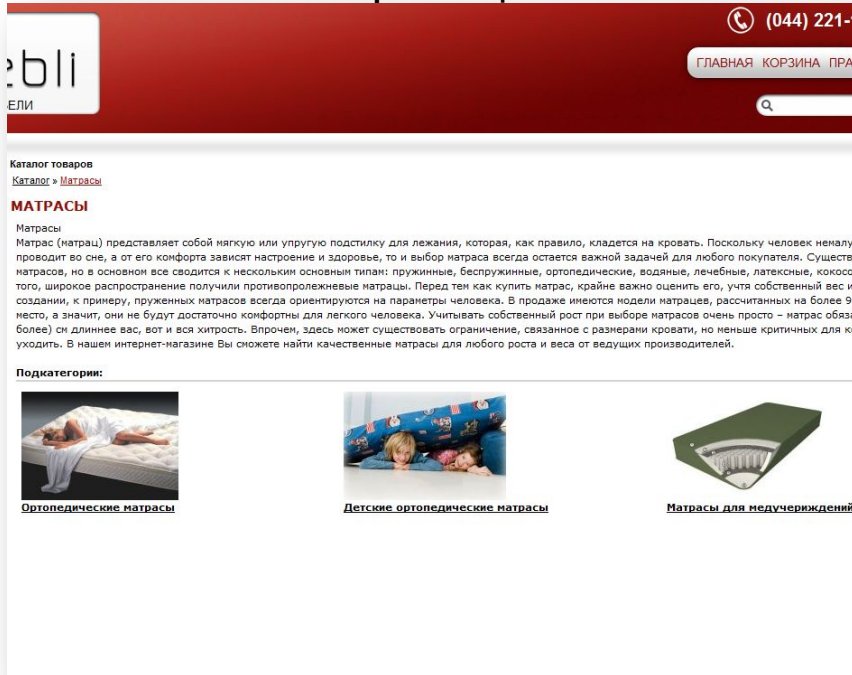 (044) 221-
ebli
ЕЛИ
ГЛАВНАЯ КОРЗИНА ПРА
Каталог товаров
Каталог » Матрасы
МАТРАСЫ
Матрасы
Матрас (матрац) представляет собой мягкую или упругую подстилку для лежания, которая, как правило, кладется на кровать. Поскольку человек немалу
проводит во сне, а от его комфорта зависят настроение и здоровье, то и выбор матраса всегда остается важной задачей для любого покупателя. Существ
матрасов, но в основном все сводится к нескольким основным типам: пружинные, беспружинные, ортопедические, водяные, лечебные, латексные, кокосо
того, широкое распространение получили противопролежневые матрацы. Перед тем как купить матрас, крайне важно оценить его, учтя собственный вес и
создании, к примеру, пруженных матрасов всегда ориентируются на параметры человека. В продаже имеются модели матрацев, рассчитанных на более 9
место, а значит, они не будут достаточно комфортны для легкого человека. Учитывать собственный рост при выборе матрасов очень просто – матрас обяза
более) см длиннее вас, вот и вся хитрость. Впрочем, здесь может существовать ограничение, связанное с размерами кровати, но меньше критичных для к
уходить. В нашем интернет-магазине Вы сможете найти качественные матрасы для любого роста и веса от ведущих производителей.
Подкатегории:
Ортопедические матрасы
Детские ортопедические матрасы
Матрасы для медучериждений